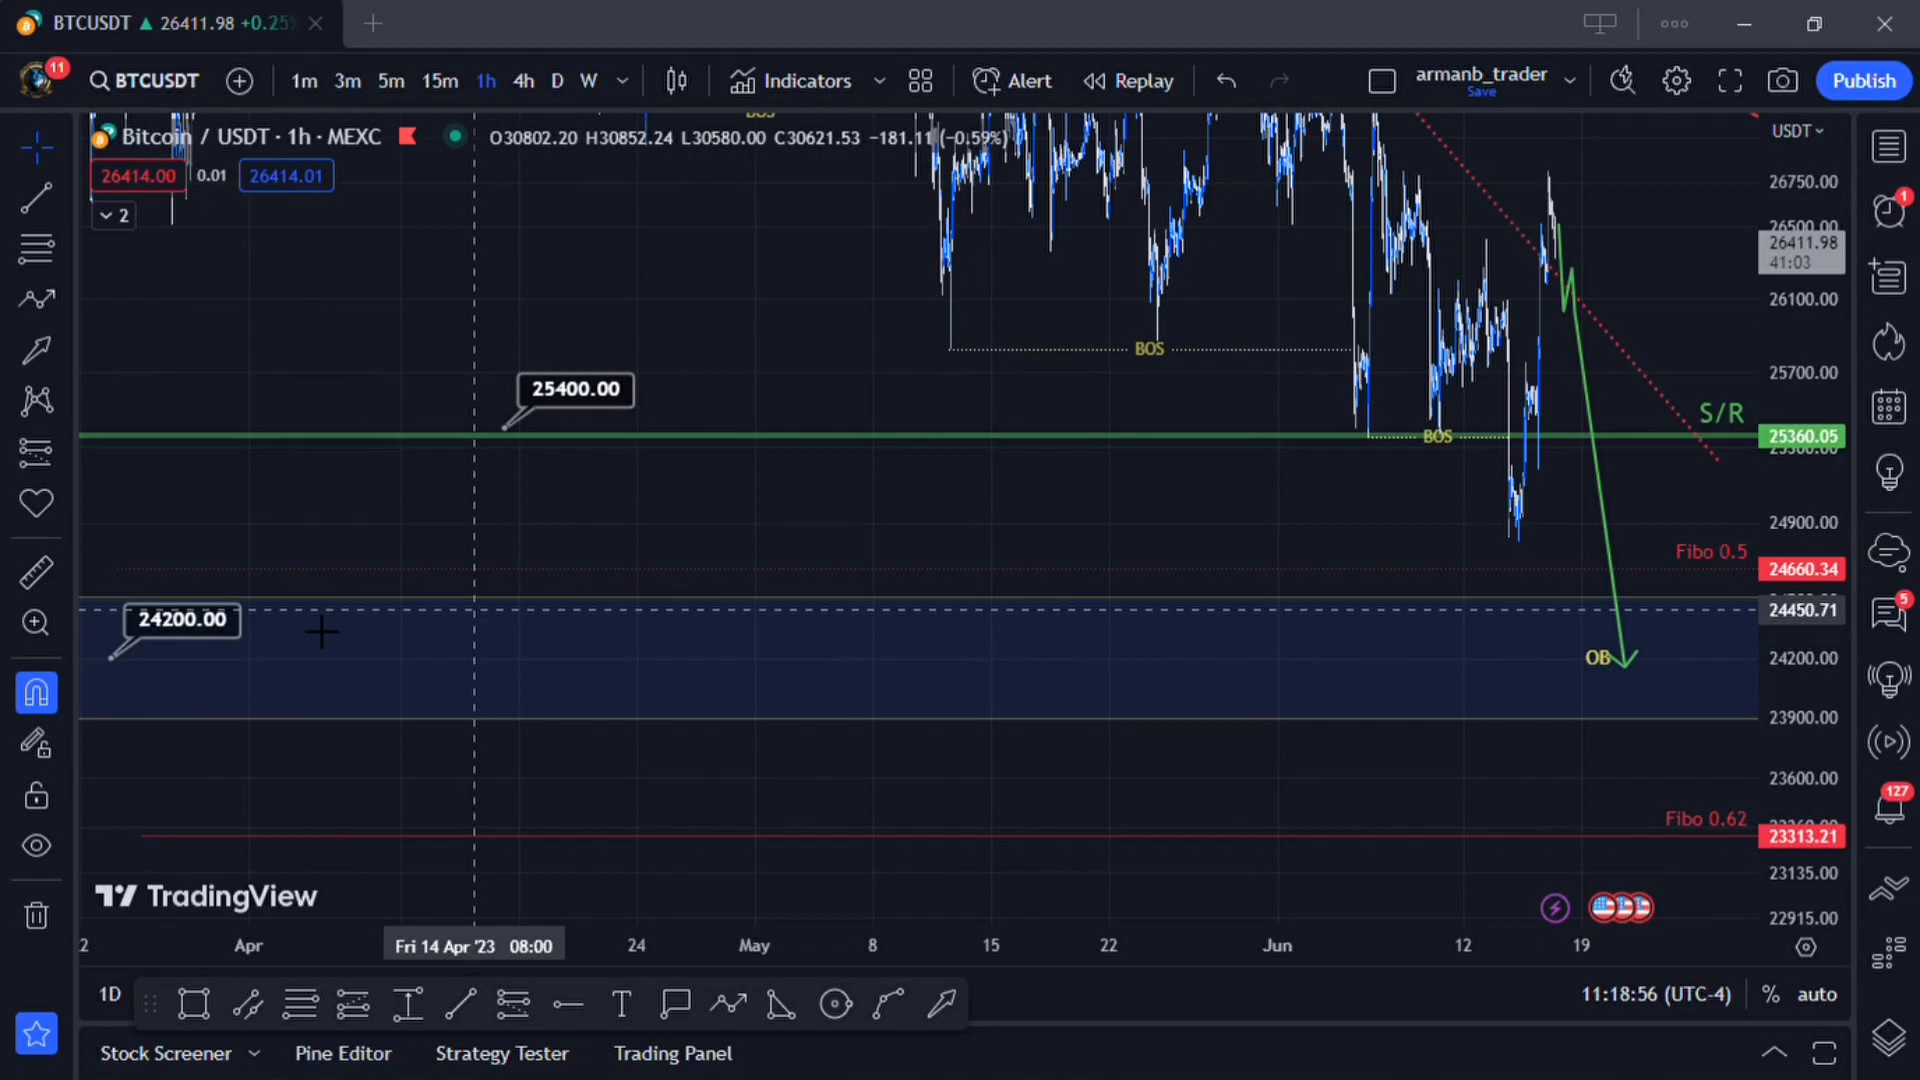 BTCUSDT ▲ 26411.98 +0.25%
11
BTCUSDT
1m 3m 5m 15m 1h 4h D W
Indicators
Alert
Replay
armanb_trader
Save
Publish
Bitcoin / USDT · 1h · MEXC
O30802.20 H30852.24 L30580.00 C30621.53 −181.11 (−0.59%)
BOS
USDT
26414.00 0.01 26414.01
2
26750.00
26500.00
26411.98
41:03
26100.00
BOS
25700.00
25400.00
S/R
BOS
25360.05
24900.00
Fibo 0.5
24660.34
24450.71
24200.00
OB
24200.00
23900.00
23600.00
Fibo 0.62
23313.21
23135.00
22915.00
TradingView
2 Apr Fri 14 Apr '23 08:00 24 May 8 15 22 Jun 12 19
1
5
127
1D
11:18:56 (UTC-4) % auto
Stock Screener Pine Editor Strategy Tester Trading Panel